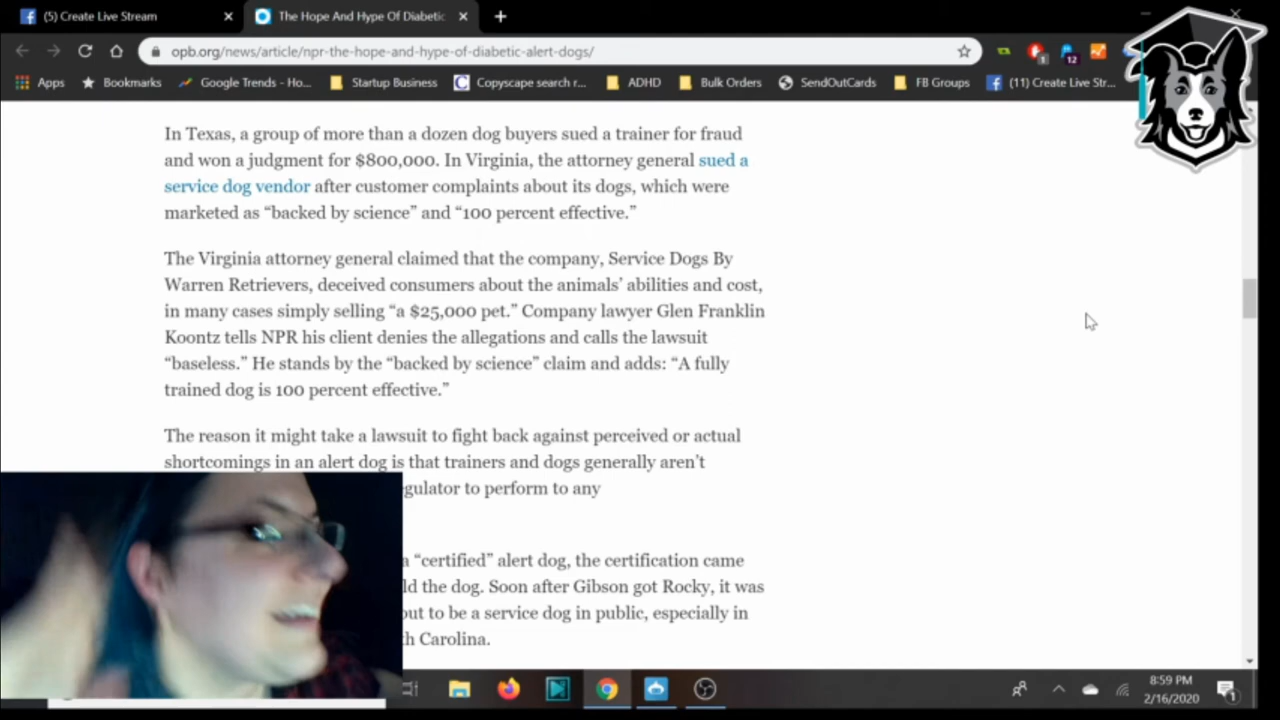 (5) Create Live Stream
The Hope And Hype Of Diabetic
opb.org/news/article/npr-the-hope-and-hype-of-diabetic-alert-dogs/
1
12
Apps
Bookmarks
Google Trends - Ho...
Startup Business
Copyscape search r...
ADHD
Bulk Orders
SendOutCards
FB Groups
(11) Create Live Str...
In Texas, a group of more than a dozen dog buyers sued a trainer for fraud
and won a judgment for $800,000. In Virginia, the attorney general sued a
service dog vendor after customer complaints about its dogs, which were
marketed as “backed by science” and “100 percent effective.”
The Virginia attorney general claimed that the company, Service Dogs By
Warren Retrievers, deceived consumers about the animals’ abilities and cost,
in many cases simply selling “a $25,000 pet.” Company lawyer Glen Franklin
Koontz tells NPR his client denies the allegations and calls the lawsuit
“baseless.” He stands by the “backed by science” claim and adds: “A fully
trained dog is 100 percent effective.”
The reason it might take a lawsuit to fight back against perceived or actual
shortcomings in an alert dog is that trainers and dogs generally aren’t
egulator to perform to any
a “certified” alert dog, the certification came
ld the dog. Soon after Gibson got Rocky, it was
out to be a service dog in public, especially in
th Carolina.
8:59 PM
2/16/2020
1